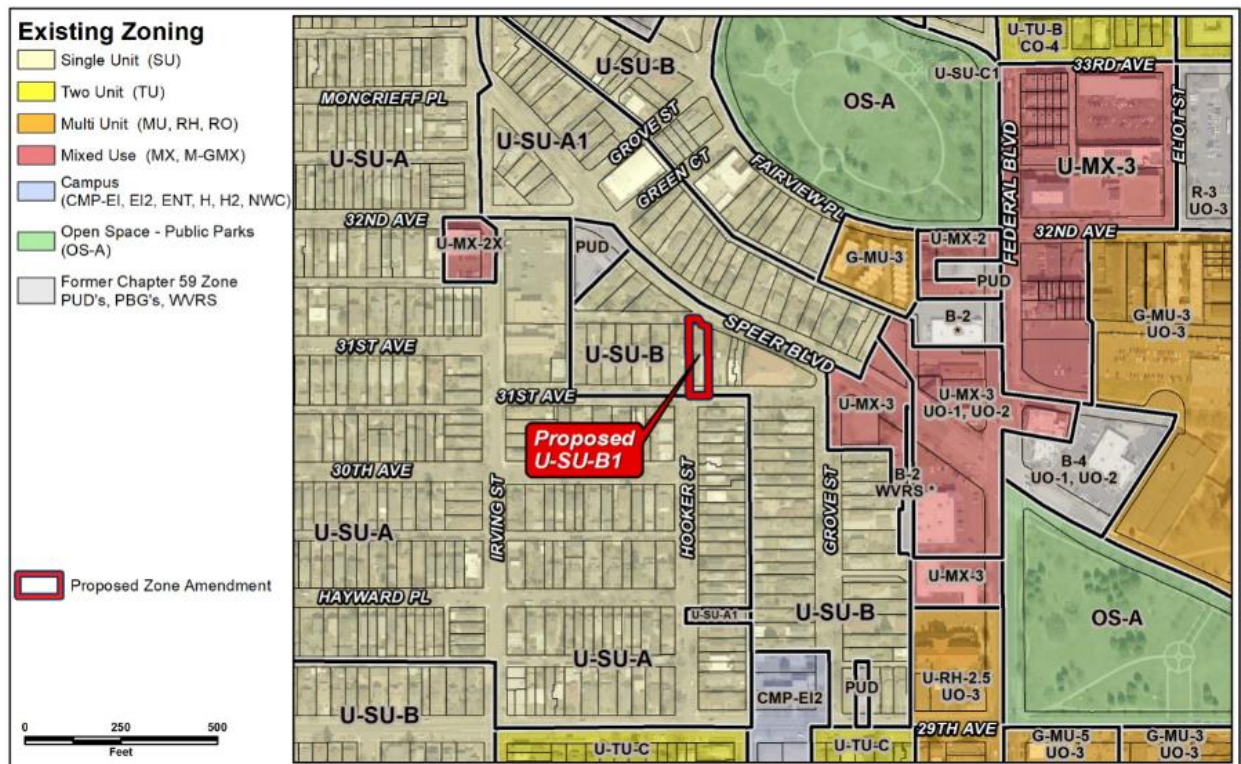 Existing Zoning
Single Unit (SU)
Two Unit (TU)
Multi Unit (MU, RH, RO)
Mixed Use (MX, M-GMX)
Campus
(CMP-EI, EI2, ENT, H, H2, NWC)
Open Space - Public Parks
(OS-A)
Former Chapter 59 Zone
PUD's, PBG's, WVRS
Proposed Zone Amendment
0 250 500
Feet
U-SU-B
U-TU-B
CO-4
33RD AVE
U-SU-C1
MONCRIEFF PL
OS-A
ELIOT ST
U-SU-A
U-SU-A1
GROVE ST
GREEN CT
FAIRVIEW PL
FEDERAL BLVD
U-MX-3
R-3
UO-3
32ND AVE
U-MX-2X
PUD
G-MU-3
U-MX-2
PUD
32ND AVE
B-2
*
G-MU-3
UO-3
SPEER BLVD
31ST AVE
U-SU-B
31ST AVE
U-MX-3
U-MX-3
UO-1, UO-2
Proposed
U-SU-B1
30TH AVE
B-2
WVRS *
B-4
UO-1, UO-2
IRVING ST
HOOKER ST
GROVE ST
U-SU-A
HAYWARD PL
U-SU-A1
U-MX-3
U-SU-B
OS-A
U-SU-A
U-SU-B
CMP-EI2
PUD
U-RH-2.5
UO-3
29TH AVE
U-TU-C
U-TU-C
G-MU-5
UO-3
G-MU-3
UO-3